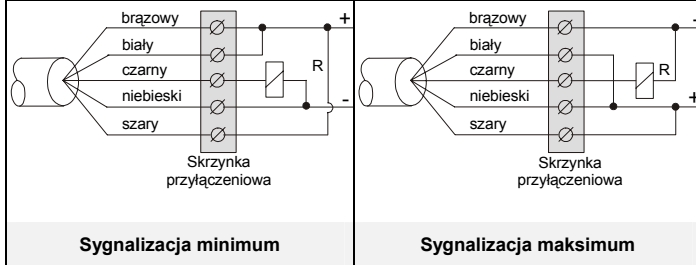 brązowy
biały
czarny
niebieski
szary
R
+
-
Skrzynka
przyłączeniowa
Sygnalizacja minimum
brązowy
biały
czarny
niebieski
szary
R
-
+
Skrzynka
przyłączeniowa
Sygnalizacja maksimum